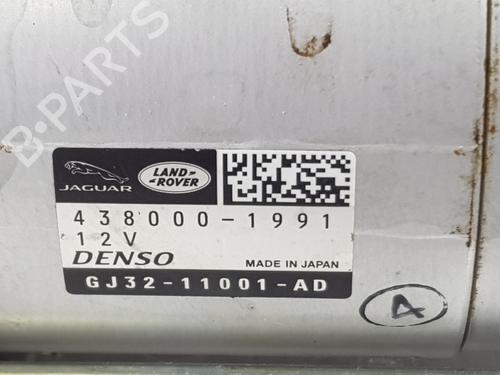 B-PARTS
JAGUAR
LAND-
ROVER
438000-1991
12V
DENSO MADE IN JAPAN
GJ32-11001-AD
A